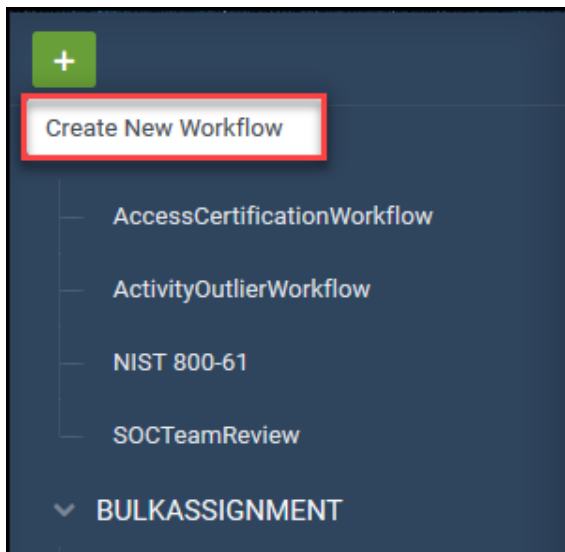 +
Create New Workflow
AccessCertificationWorkflow
ActivityOutlierWorkflow
NIST 800-61
SOCTeamReview
BULKASSIGNMENT